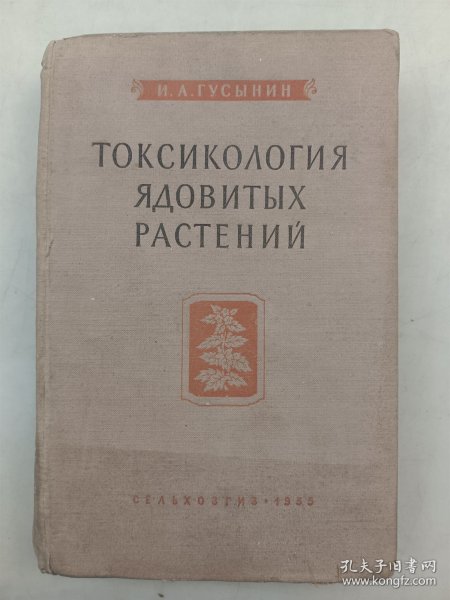 И. А. ГУСЫНИН
ТОКСИКОЛОГИЯ
ЯДОВИТЫХ
РАСТЕНИЙ
СЕЛЬХОЗГИЗ • 1955
孔夫子旧书网
www.kongfz.com